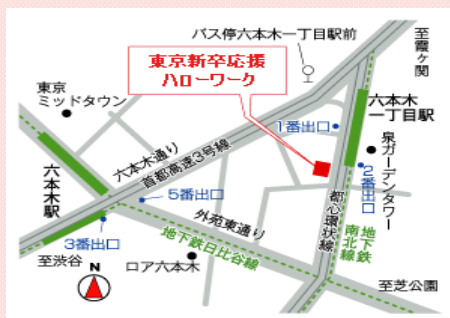 バス停六本木一丁目駅前
至霞ヶ関
東京新卒応援
ハローワーク
東京
ミッドタウン
六本木
一丁目駅
1番出口
泉ガーデンタワー
六本木通り
首都高速3号線
2番出口
六本木駅
5番出口
外苑東通り
都心環状線
地下鉄
南北線
3番出口
地下鉄日比谷線
至渋谷
N
ロア六本木
至芝公園